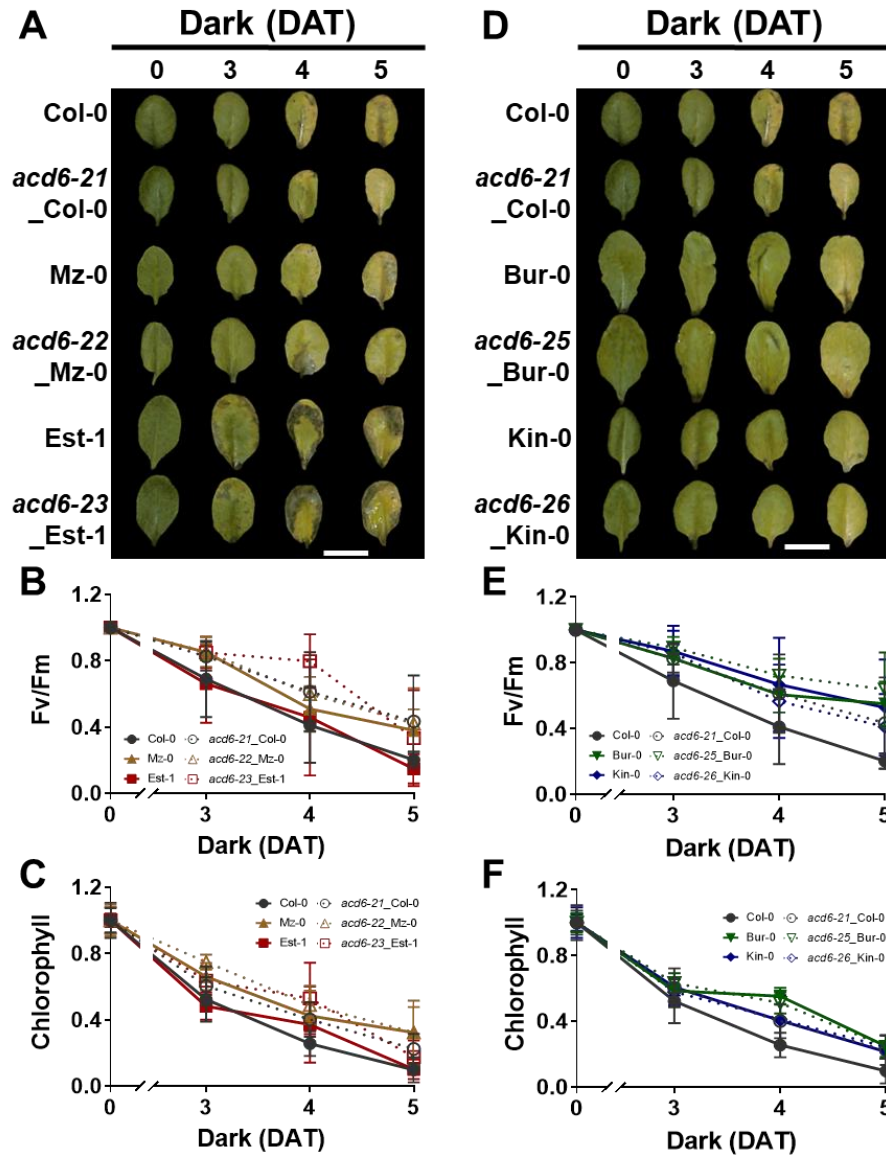 A
Dark (DAT)
0 3 4 5
Col-0
acd6-21
_Col-0
Mz-0
acd6-22
_Mz-0
Est-1
acd6-23
_Est-1
B
Fv/Fm
1.2
0.8
0.4
0.0
Col-0 acd6-21_Col-0
Mz-0 acd6-22_Mz-0
Est-1 acd6-23_Est-1
0 3 4 5
Dark (DAT)
C
Chlorophyll
1.2
0.8
0.4
0.0
Col-0 acd6-21_Col-0
Mz-0 acd6-22_Mz-0
Est-1 acd6-23_Est-1
0 3 4 5
Dark (DAT)
D
Dark (DAT)
0 3 4 5
Col-0
acd6-21
_Col-0
Bur-0
acd6-25
_Bur-0
Kin-0
acd6-26
_Kin-0
E
Fv/Fm
1.2
0.8
0.4
0.0
Col-0 acd6-21_Col-0
Bur-0 acd6-25_Bur-0
Kin-0 acd6-26_Kin-0
0 3 4 5
Dark (DAT)
F
Chlorophyll
1.2
0.8
0.4
0.0
Col-0 acd6-21_Col-0
Bur-0 acd6-25_Bur-0
Kin-0 acd6-26_Kin-0
0 3 4 5
Dark (DAT)